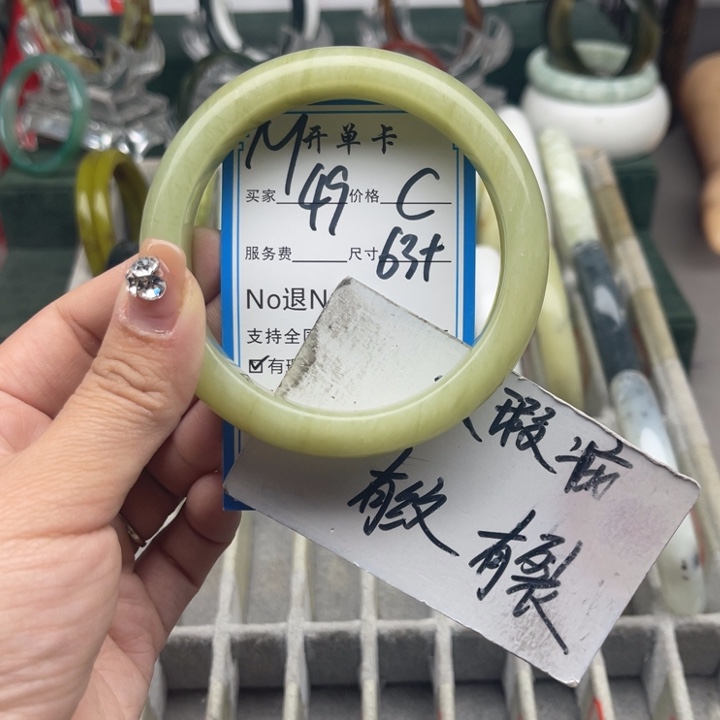 M开单卡
买家 49 价格 C
服务费 尺寸 63+
No退N
支持全
有
瑕疵
有纹 有裂